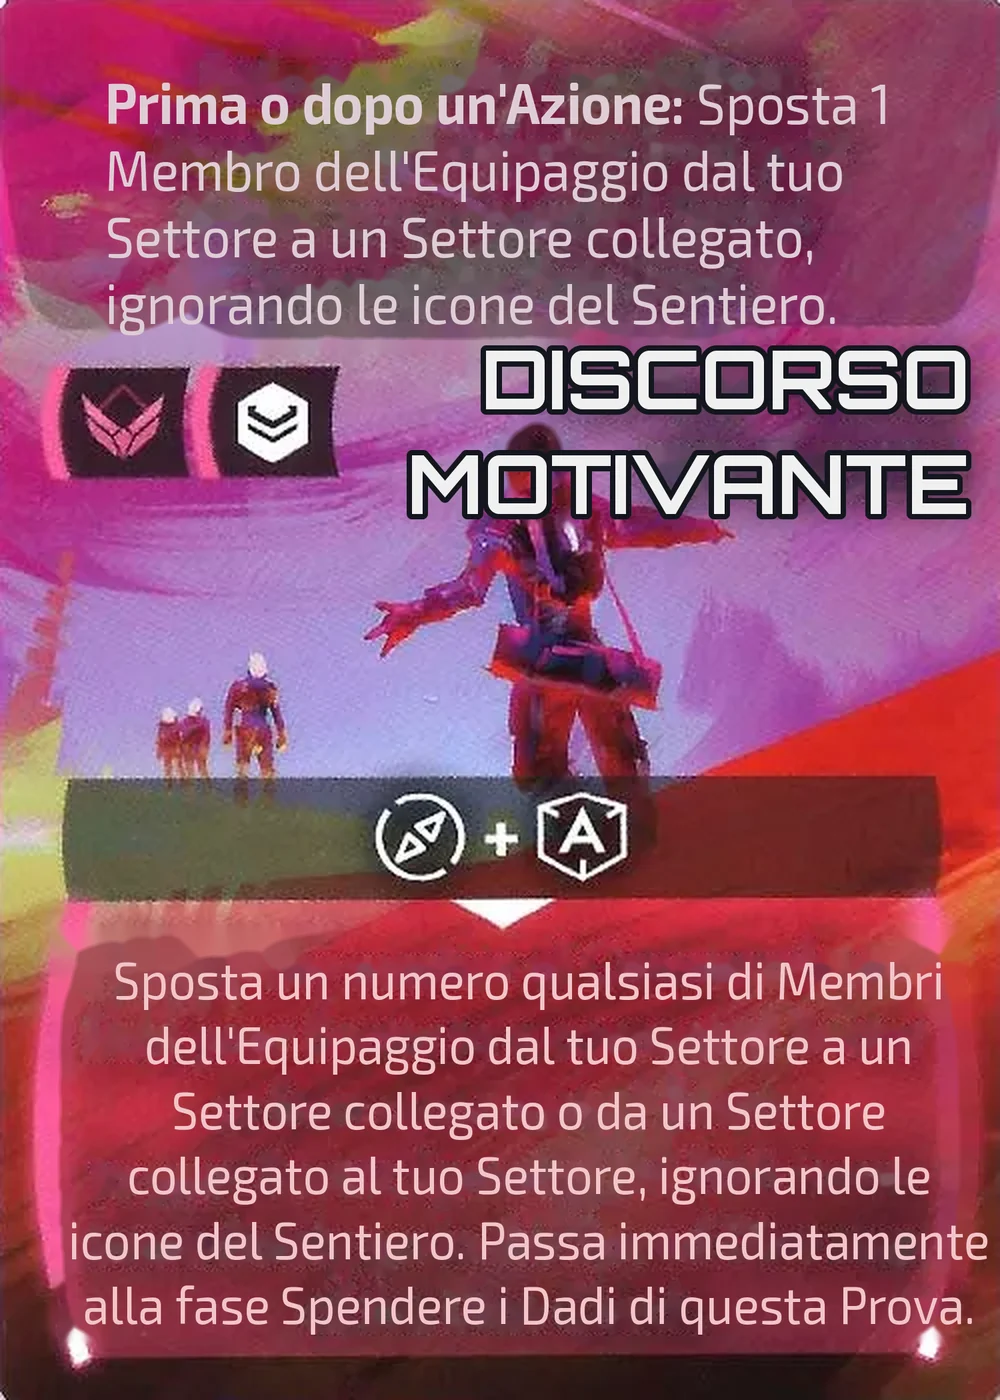 Prima o dopo un'Azione: Sposta 1
Membro dell'Equipaggio dal tuo
Settore a un Settore collegato,
ignorando le icone del Sentiero.
DISCORSO
MOTIVANTE
+ A
Sposta un numero qualsiasi di Membri
dell'Equipaggio dal tuo Settore a un
Settore collegato o da un Settore
collegato al tuo Settore, ignorando le
icone del Sentiero. Passa immediatamente
alla fase Spendere i Dadi di questa Prova.